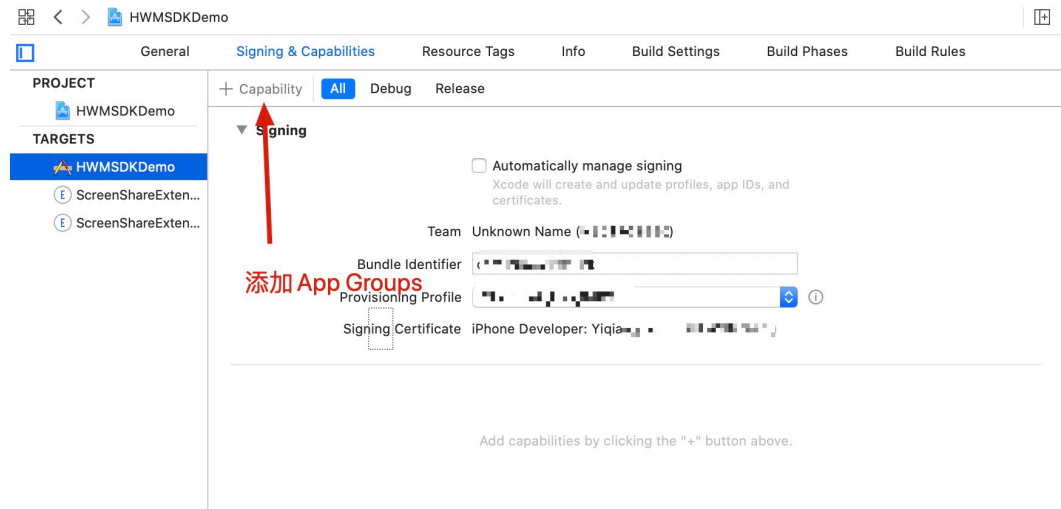 HWMSDKDemo
General Signing & Capabilities Resource Tags Info Build Settings Build Phases Build Rules
PROJECT
HWMSDKDemo
TARGETS
HWMSDKDemo
ScreenShareExten...
ScreenShareExten...
+ Capability All Debug Release
Signing
Automatically manage signing
Xcode will create and update profiles, app IDs, and
certificates.
Team Unknown Name (
Bundle Identifier
添加 App Groups
Provisioning Profile
Signing Certificate iPhone Developer: Yiqia
Add capabilities by clicking the "+" button above.